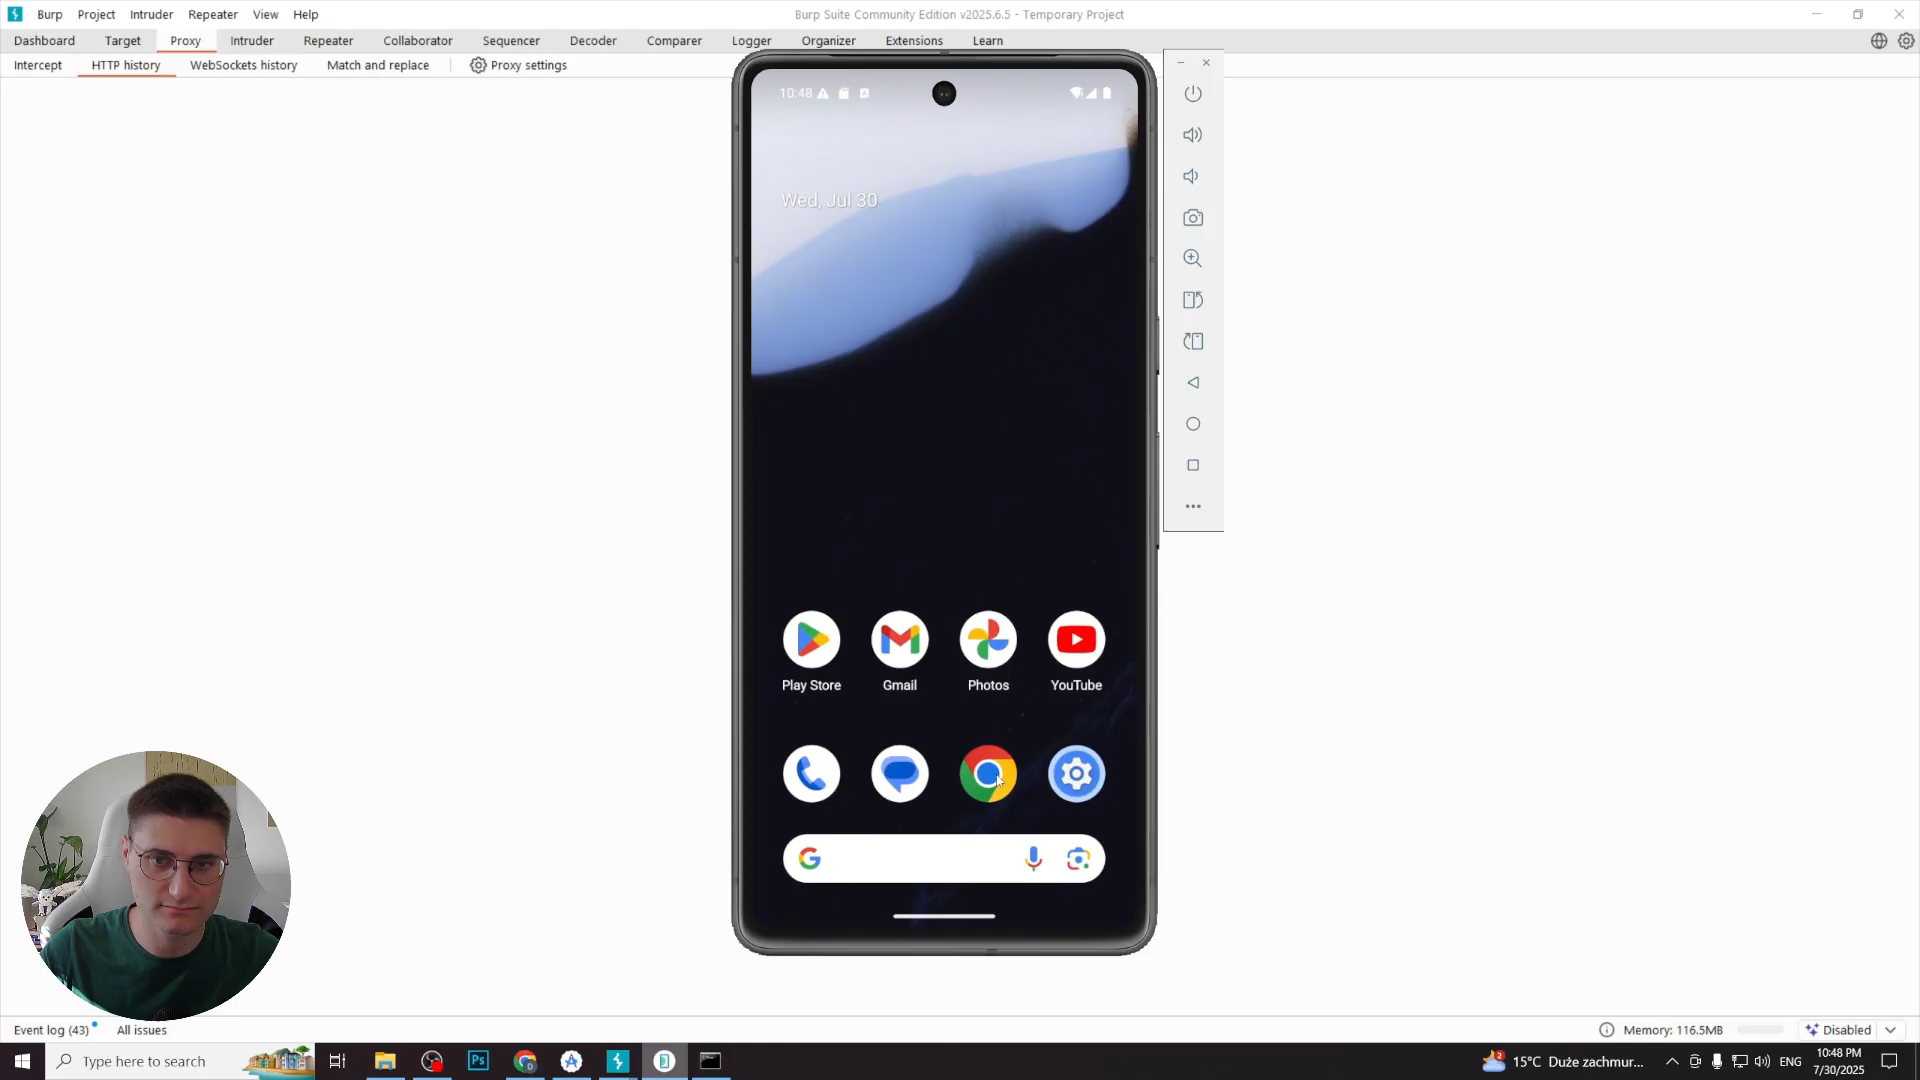 Burp Project Intruder Repeater View Help
Burp Suite Community Edition v2025.6.5 - Temporary Project
Dashboard Target Proxy Intruder Repeater Collaborator Sequencer Decoder Comparer Logger Organizer Extensions Learn
Intercept HTTP history WebSockets history Match and replace Proxy settings
10:48
Wed, Jul 30
Play Store Gmail Photos YouTube
Event log (43) All issues
Memory: 116.5MB Disabled
Type here to search
Ps
2
15°C Duże zachmur...
ENG
10:48 PM
7/30/2025